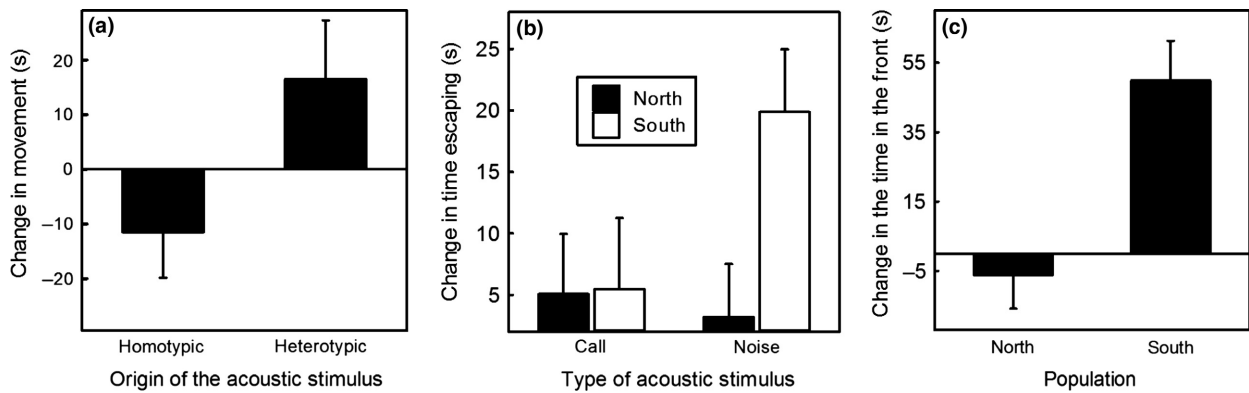 (a)
Change in movement (s)
20
10
0
–10
–20
Homotypic
Heterotypic
Origin of the acoustic stimulus
(b)
Change in time escaping (s)
25
20
15
10
5
North
South
Call
Noise
Type of acoustic stimulus
(c)
Change in the time in the front (s)
55
35
15
–5
North
South
Population